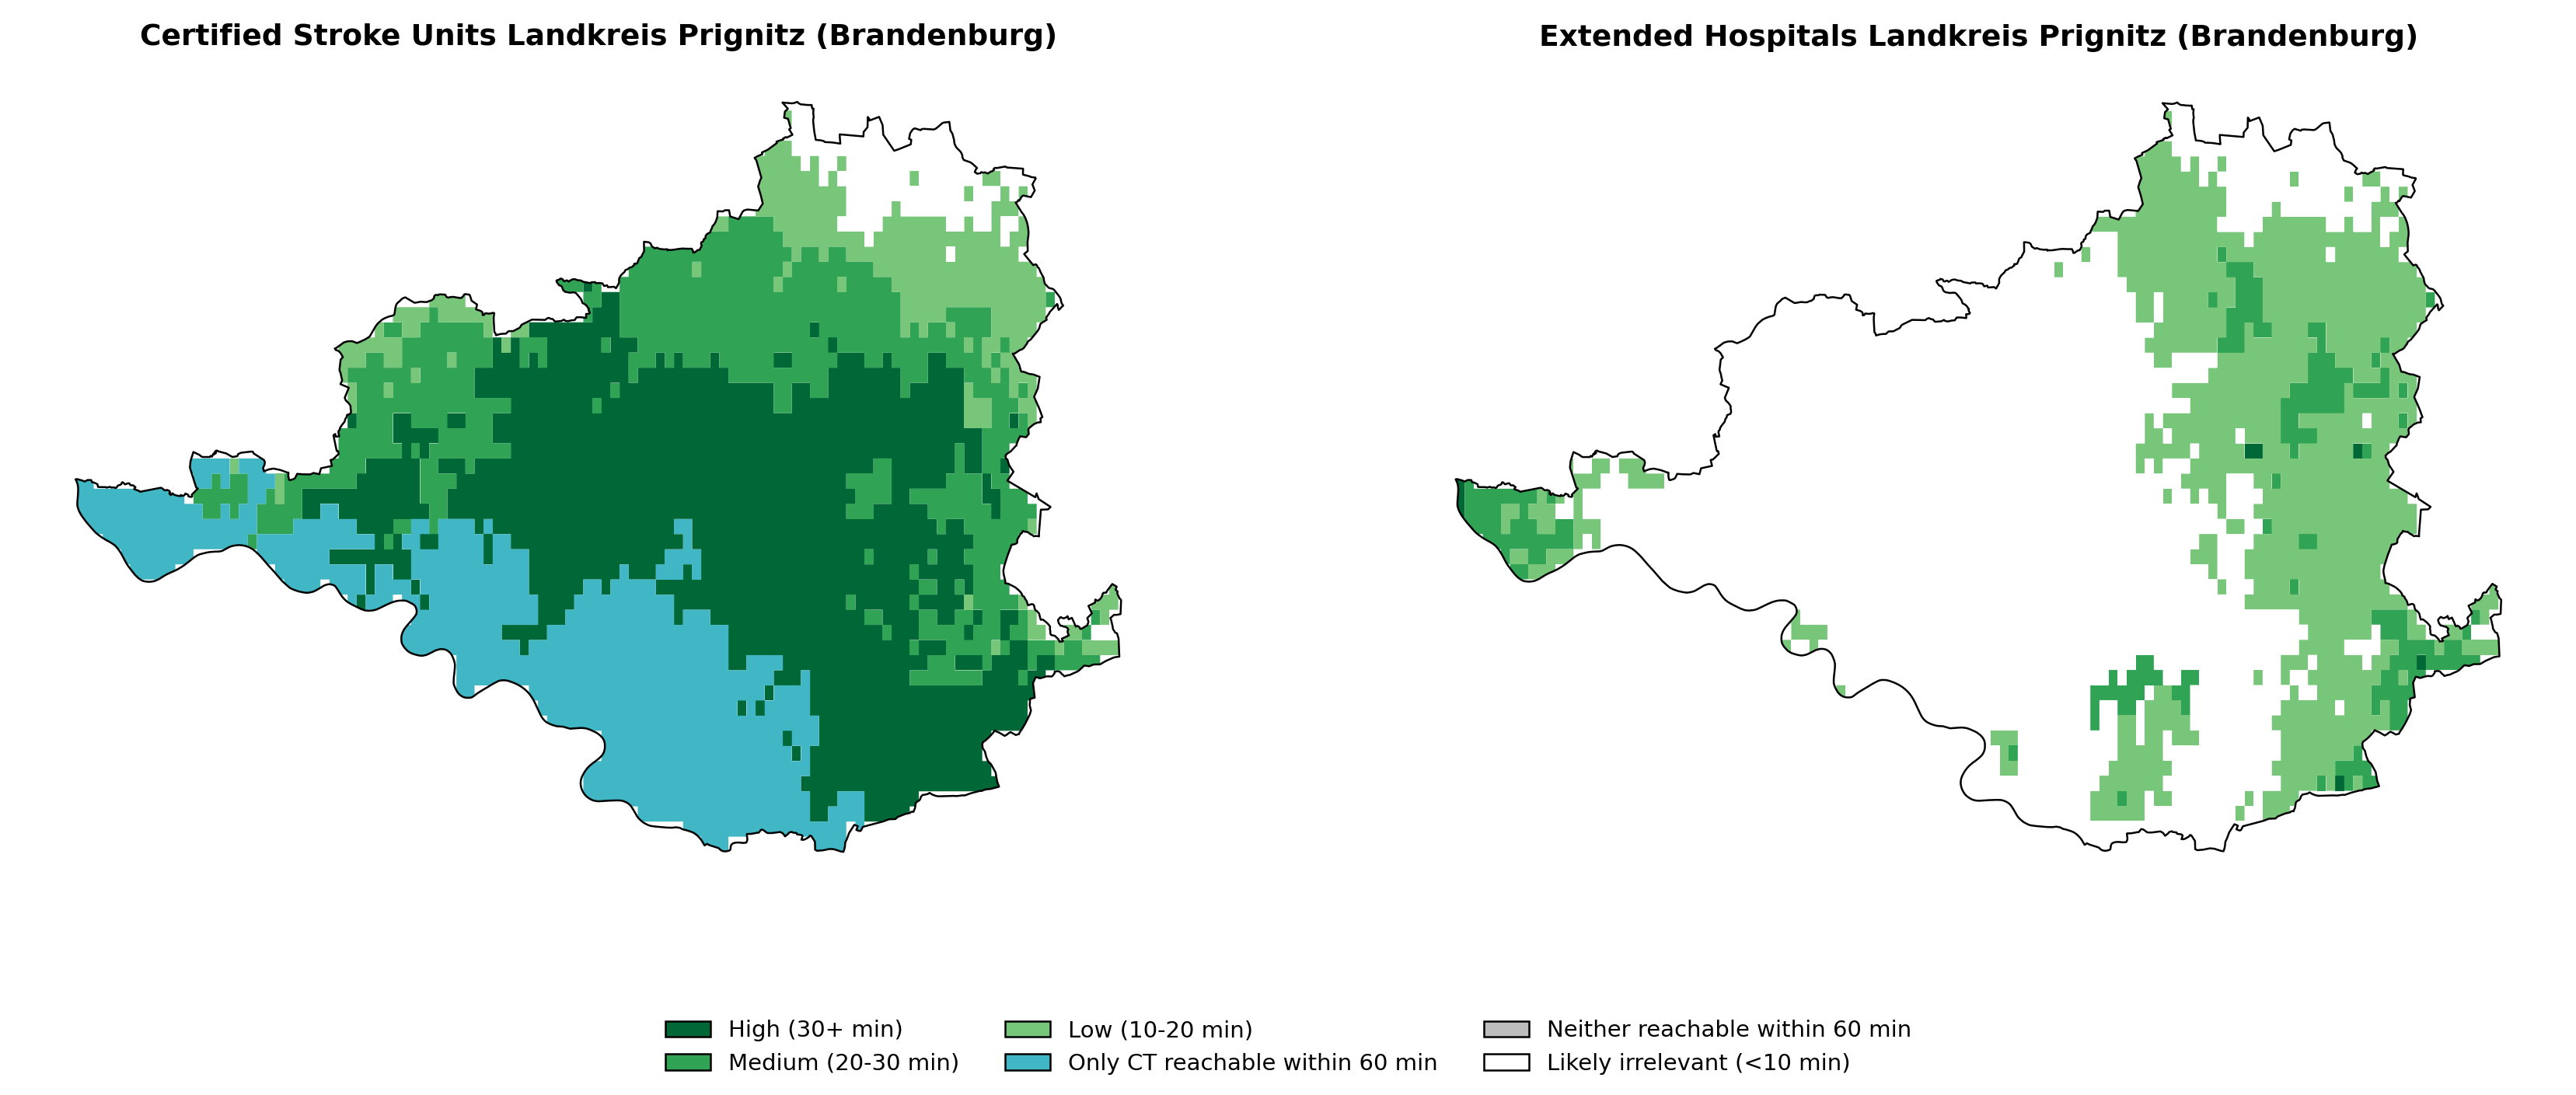 Certified Stroke Units Landkreis Prignitz (Brandenburg)
Extended Hospitals Landkreis Prignitz (Brandenburg)
High (30+ min)
Medium (20-30 min)
Low (10-20 min)
Only CT reachable within 60 min
Neither reachable within 60 min
Likely irrelevant (<10 min)